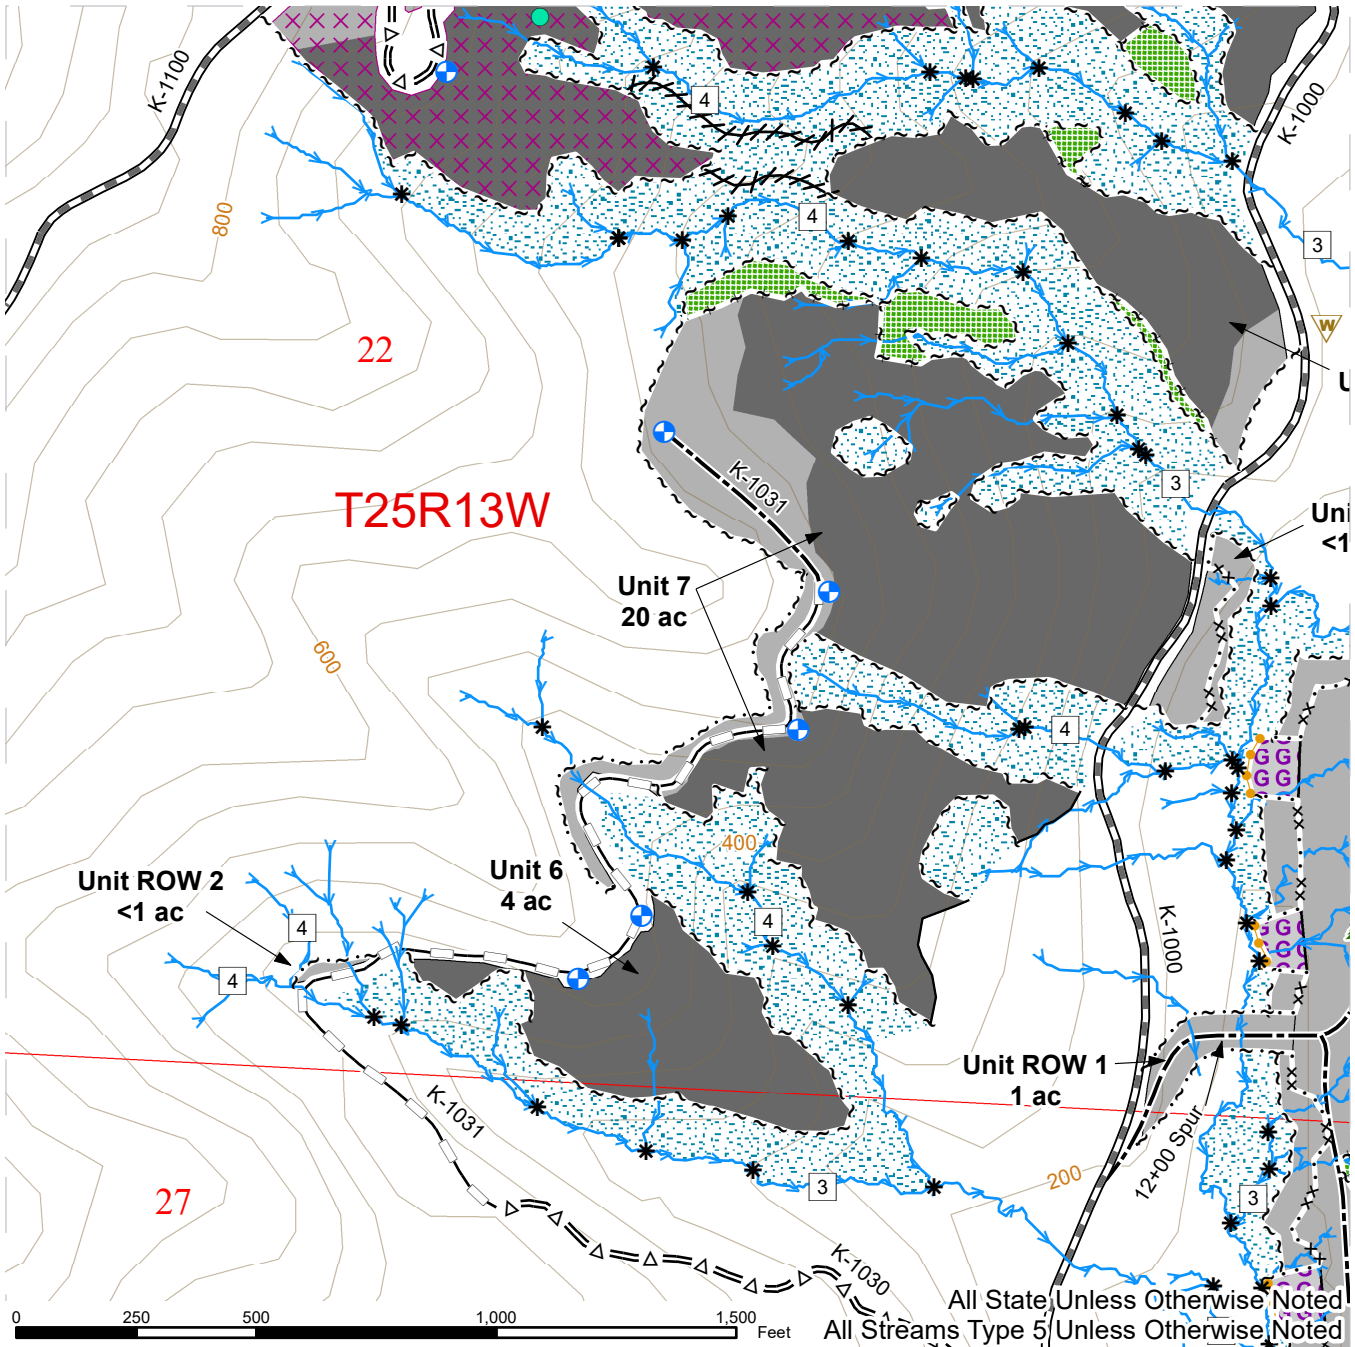 K-1100
4
K-1000
800
4
3
W
22
U
K-1031
T25R13W
3
Uni
<1
Unit 7
20 ac
600
4
G G
G G
400
Unit 6
4 ac
Unit ROW 2
<1 ac
4
4
4
K-1000
G G G
G G
Unit ROW 1
1 ac
K-1031
12+00 Spur
200
27
3
3
K-1030
All State Unless Otherwise Noted
All Streams Type 5 Unless Otherwise Noted
0 250 500 1,000 1,500
Feet